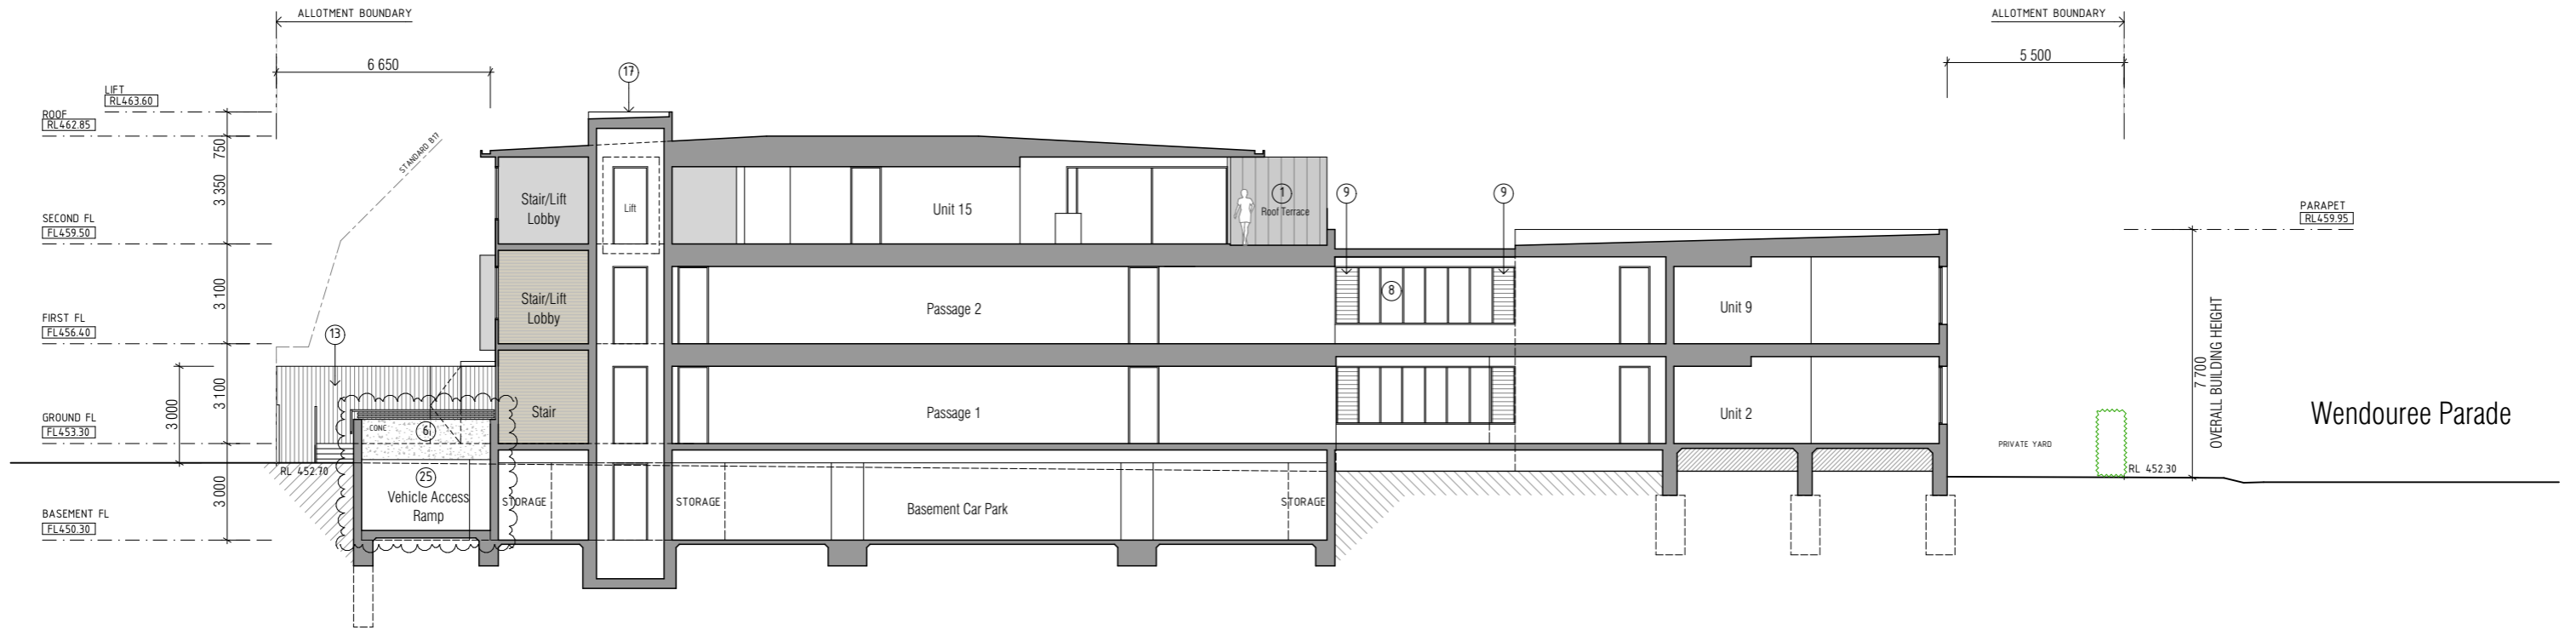 ALLOTMENT BOUNDARY
ALLOTMENT BOUNDARY
6 650
5 500
17
LIFT
RL463.60
ROOF
RL462.85
750
STANDARD B17
3 350
Stair/Lift
Lobby
Lift
Unit 15
1
Roof Terrace
9
9
SECOND FL
FL459.50
PARAPET
RL459.95
3 100
Stair/Lift
Lobby
Passage 2
8
Unit 9
FIRST FL
FL456.40
13
7 700
OVERALL BUILDING HEIGHT
3 000
3 100
Stair
Passage 1
Unit 2
Wendouree Parade
GROUND FL
FL453.30
CONC
6
PRIVATE YARD
RL 452.70
RL 452.30
25
Vehicle Access
Ramp
STORAGE
STORAGE
Basement Car Park
STORAGE
3 000
BASEMENT FL
FL450.30